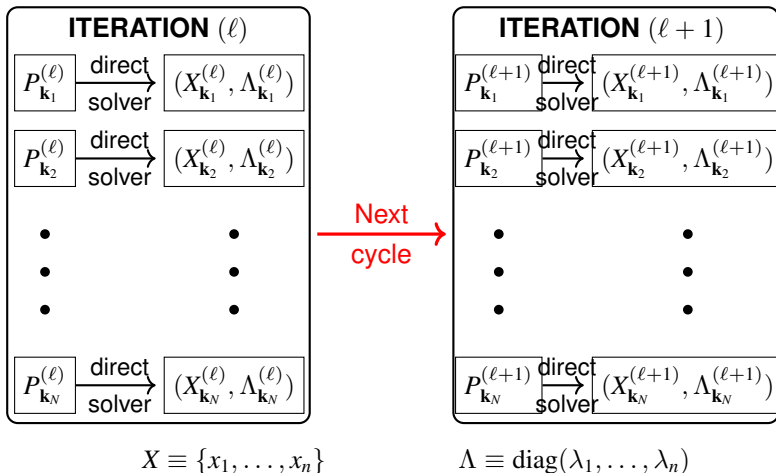 ITERATION (ℓ)
P_{k_1}^{(ℓ)} direct solver (X_{k_1}^{(ℓ)}, Λ_{k_1}^{(ℓ)})
P_{k_2}^{(ℓ)} direct solver (X_{k_2}^{(ℓ)}, Λ_{k_2}^{(ℓ)})
P_{k_N}^{(ℓ)} direct solver (X_{k_N}^{(ℓ)}, Λ_{k_N}^{(ℓ)})
Next
cycle
ITERATION (ℓ + 1)
P_{k_1}^{(ℓ+1)} direct solver (X_{k_1}^{(ℓ+1)}, Λ_{k_1}^{(ℓ+1)})
P_{k_2}^{(ℓ+1)} direct solver (X_{k_2}^{(ℓ+1)}, Λ_{k_2}^{(ℓ+1)})
P_{k_N}^{(ℓ+1)} direct solver (X_{k_N}^{(ℓ+1)}, Λ_{k_N}^{(ℓ+1)})
X ≡ {x_1, . . . , x_n} Λ ≡ diag(λ_1, . . . , λ_n)